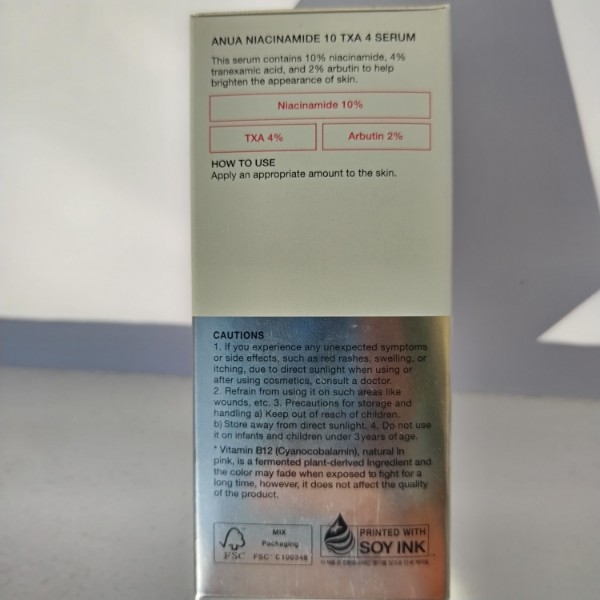 ANUA NIACINAMIDE 10 TXA 4 SERUM
This serum contains 10% niacinamide, 4%
tranexamic acid, and 2% arbutin to help
brighten the appearance of skin.
Niacinamide 10%
TXA 4%
Arbutin 2%
HOW TO USE
Apply an appropriate amount to the skin.
CAUTIONS
1. If you experience any unexpected symptoms
or side effects, such as red rashes, swelling, or
itching, due to direct sunlight when using or
after using cosmetics, consult a doctor.
2. Refrain from using it on such areas like
wounds, etc. 3. Precautions for storage and
handling a) Keep out of reach of children.
b) Store away from direct sunlight. 4. Do not use
it on infants and children under 3 years of age.
* Vitamin B12 (Cyanocobalamin), natural in
pink, is a fermented plant-derived ingredient and
the color may fade when exposed to light for a
long time, however, it does not affect the quality
of the product.
FSC
MIX
Packaging
FSC® C100348
PRINTED WITH
SOY INK